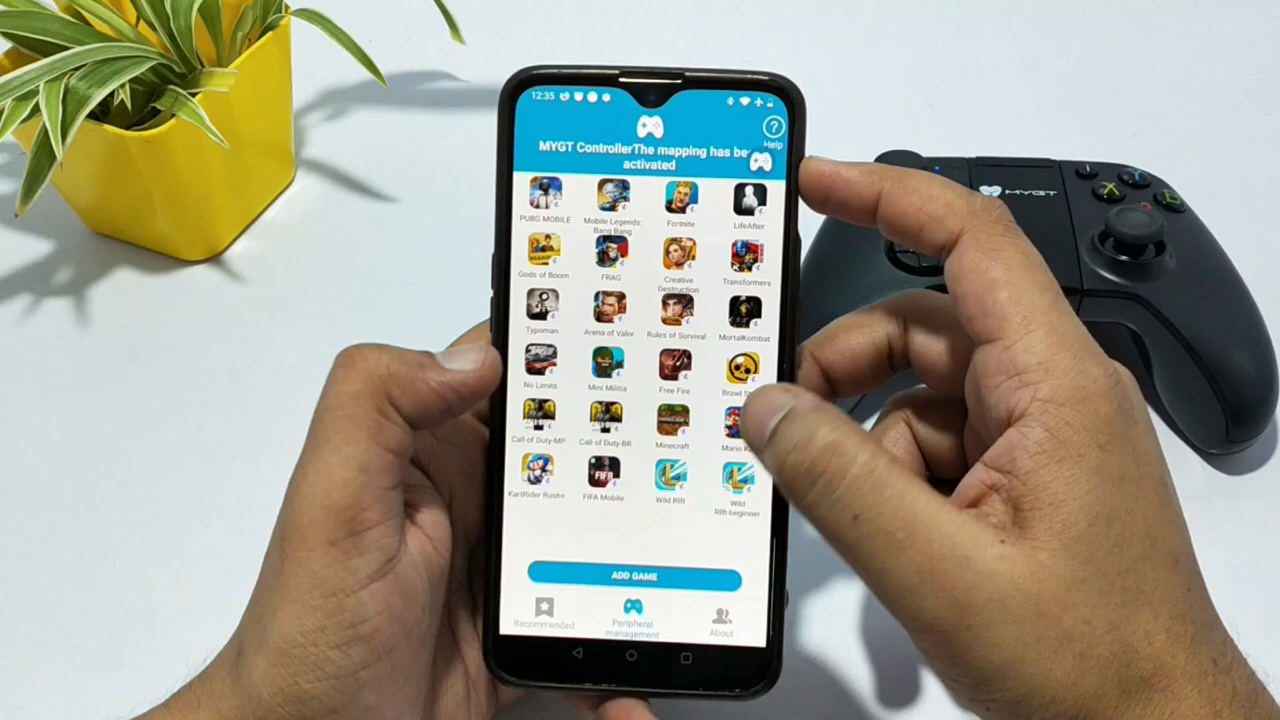 12:35
Help
MYGT ControllerThe mapping has bee
activated
PUBG MOBILE
Mobile Legends:
Bang Bang
Fortnite
LifeAfter
Gods of Boom
FRAG
Creative
Destruction
Transformers
Typoman
Arena of Valor
Rules of Survival
MortalKombat
No Limits
Mini Militia
Free Fire
Brawl
Call of Duty-MP
Call of Duty-BR
Minecraft
Mario
KartRider Rush+
FIFA Mobile
Wild Rift
Wild
Rift-beginner
ADD GAME
Recommended
Peripheral
management
About
MYGT
X
Y